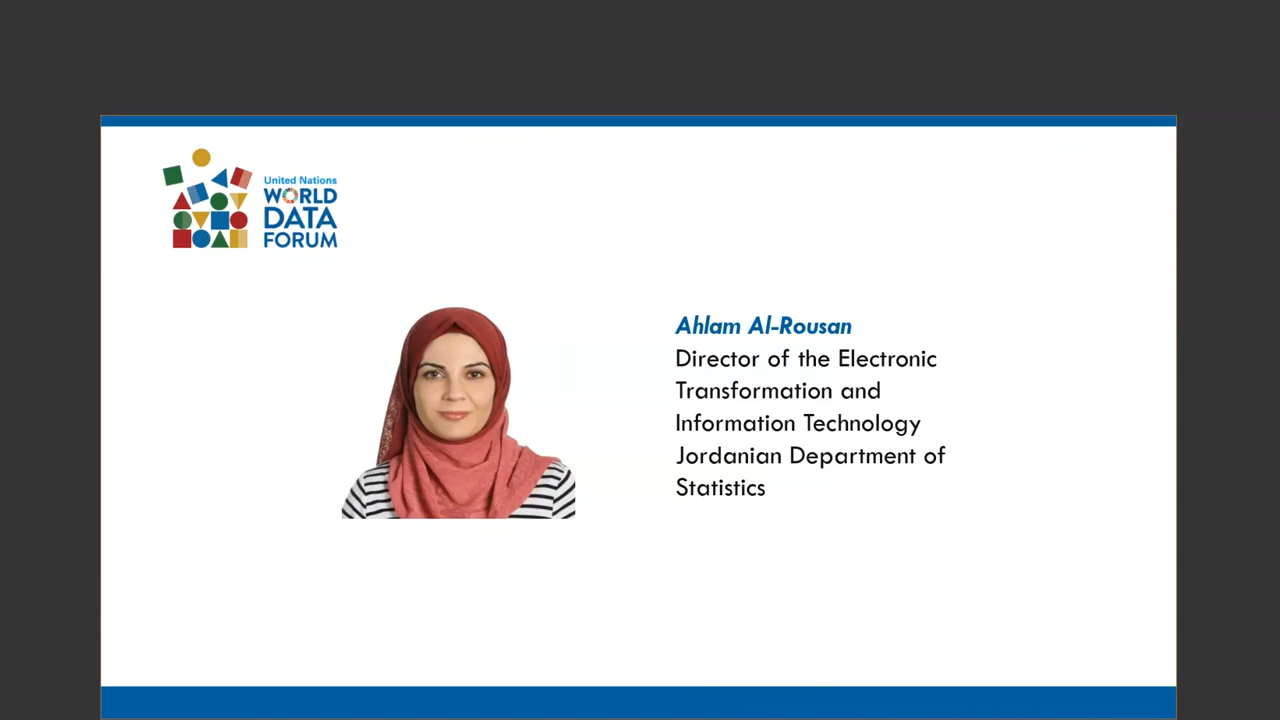 United Nations
WORLD
DATA
FORUM
Ahlam Al-Rousan
Director of the Electronic
Transformation and
Information Technology
Jordanian Department of
Statistics